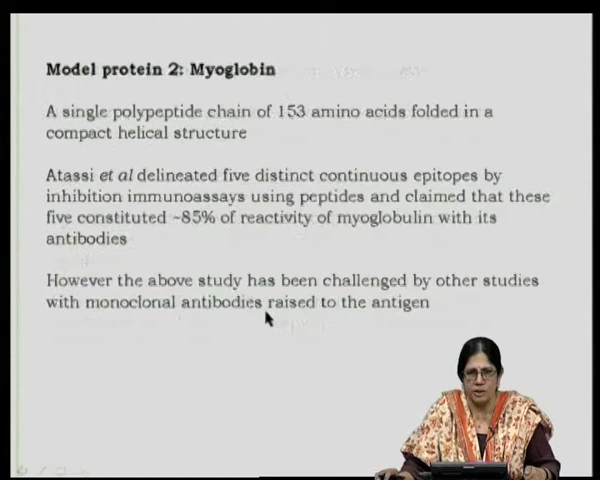 Model protein 2: Myoglobin
A single polypeptide chain of 153 amino acids folded in a
compact helical structure
Atassi et al delineated five distinct continuous epitopes by
inhibition immunoassays using peptides and claimed that these
five constituted ~85% of reactivity of myoglobulin with its
antibodies
However the above study has been challenged by other studies
with monoclonal antibodies raised to the antigen